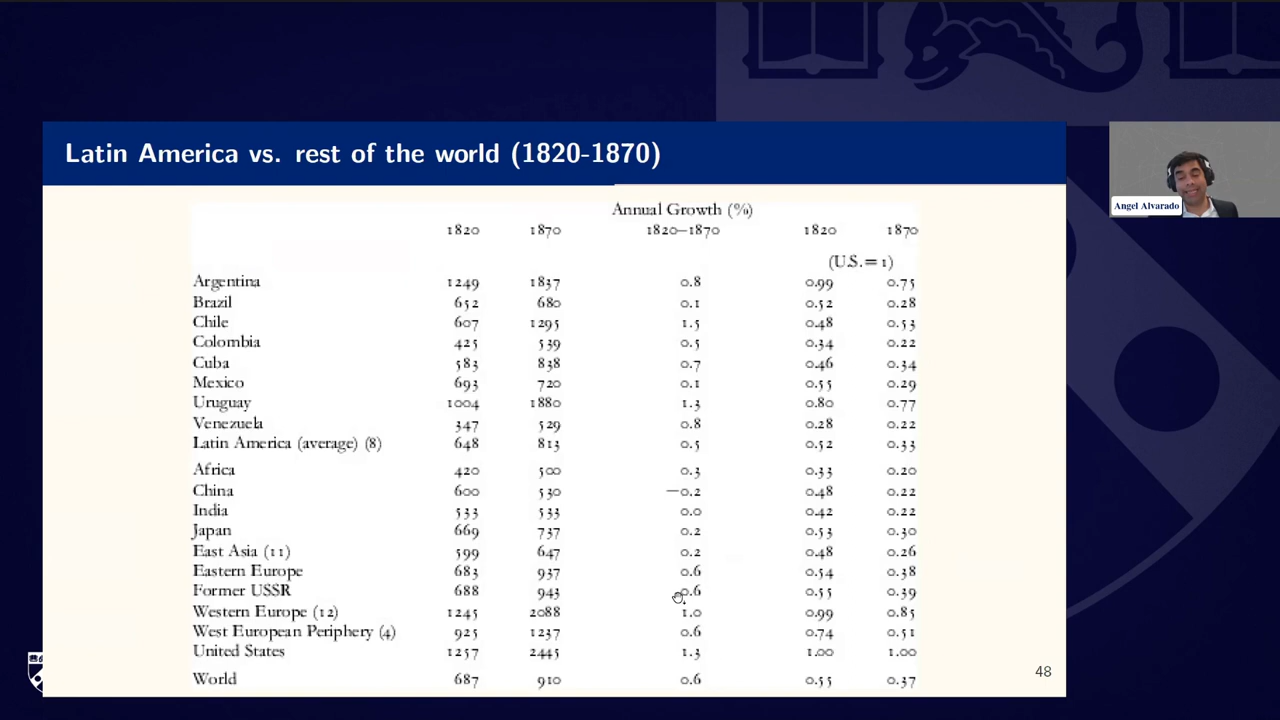 Latin America vs. rest of the world (1820-1870)
Angel Alvarado
Annual Growth (%)
1820 1870 1820–1870 1820 1870
(U.S.= 1)
Argentina 1249 1837 0.8 0.99 0.75
Brazil 652 680 0.1 0.52 0.28
Chile 607 1295 1.5 0.48 0.53
Colombia 425 539 0.5 0.34 0.22
Cuba 583 838 0.7 0.46 0.34
Mexico 693 720 0.1 0.55 0.29
Uruguay 1004 1880 1.3 0.80 0.77
Venezuela 347 529 0.8 0.28 0.22
Latin America (average) (8) 648 813 0.5 0.52 0.33
Africa 420 500 0.3 0.33 0.20
China 600 530 —0.2 0.48 0.22
India 533 533 0.0 0.42 0.22
Japan 669 737 0.2 0.53 0.30
East Asia (11) 599 647 0.2 0.48 0.26
Eastern Europe 683 937 0.6 0.54 0.38
Former USSR 688 943 0.6 0.55 0.39
Western Europe (12) 1245 2088 1.0 0.99 0.85
West European Periphery (4) 925 1237 0.6 0.74 0.51
United States 1257 2445 1.3 1.00 1.00
World 687 910 0.6 0.55 0.37
48